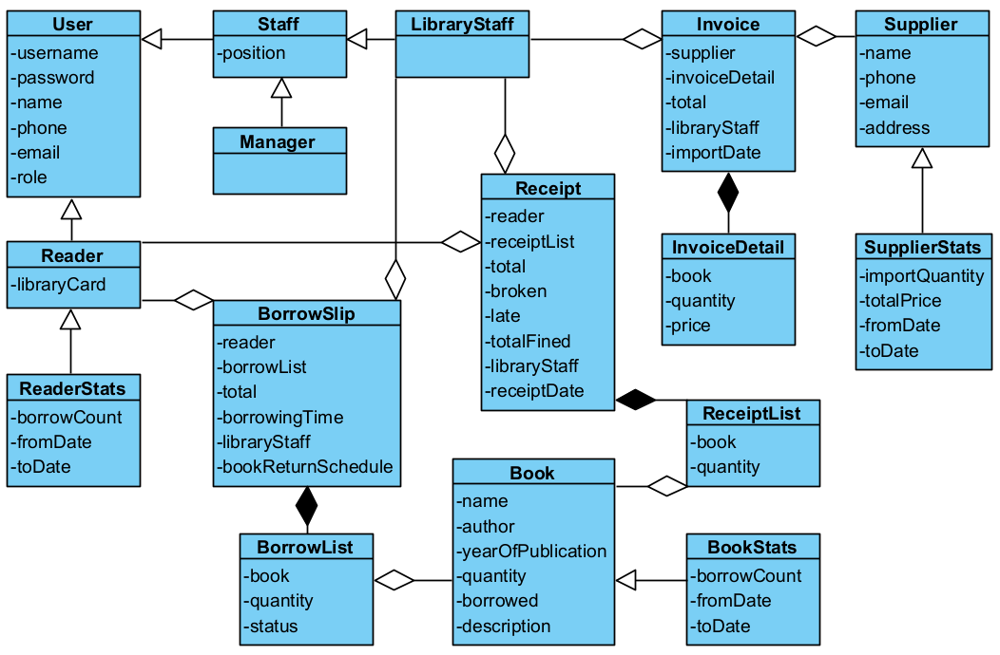 User
-username
-password
-name
-phone
-email
-role
Staff
-position
LibraryStaff
Invoice
-supplier
-invoiceDetail
-total
-libraryStaff
-importDate
Supplier
-name
-phone
-email
-address
Manager
Receipt
-reader
-receiptList
-total
-broken
-late
-totalFined
-libraryStaff
-receiptDate
Reader
-libraryCard
InvoiceDetail
-book
-quantity
-price
SupplierStats
-importQuantity
-totalPrice
-fromDate
-toDate
BorrowSlip
-reader
-borrowList
-total
-borrowingTime
-libraryStaff
-bookReturnSchedule
ReaderStats
-borrowCount
-fromDate
-toDate
ReceiptList
-book
-quantity
Book
-name
-author
-yearOfPublication
-quantity
-borrowed
-description
BorrowList
-book
-quantity
-status
BookStats
-borrowCount
-fromDate
-toDate